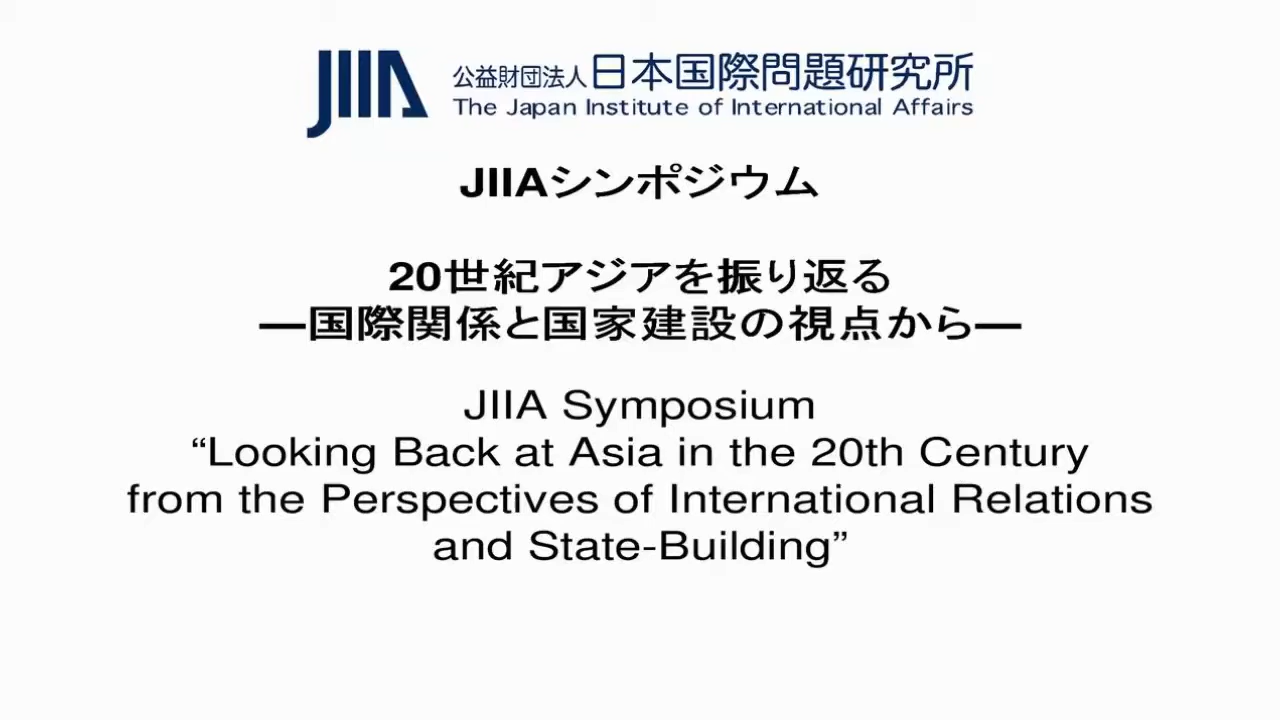 JIIA 公益財団法人 日本国際問題研究所
The Japan Institute of International Affairs
JIIAシンポジウム
20世紀アジアを振り返る
―国際関係と国家建設の視点から―
JIIA Symposium
“Looking Back at Asia in the 20th Century
from the Perspectives of International Relations
and State-Building”